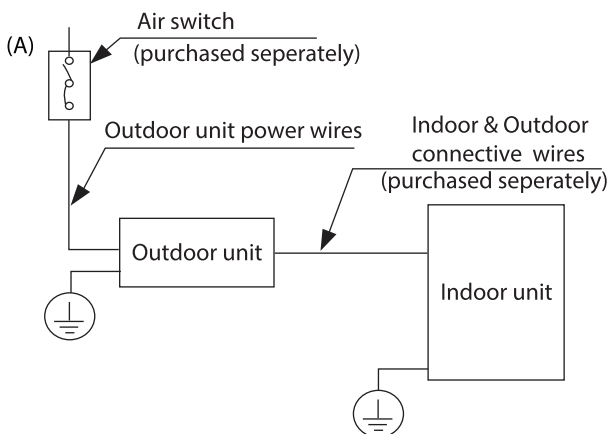 (A)
Air switch
(purchased seperately)
Outdoor unit power wires
Indoor & Outdoor
connective wires
(purchased seperately)
Outdoor unit
Indoor unit